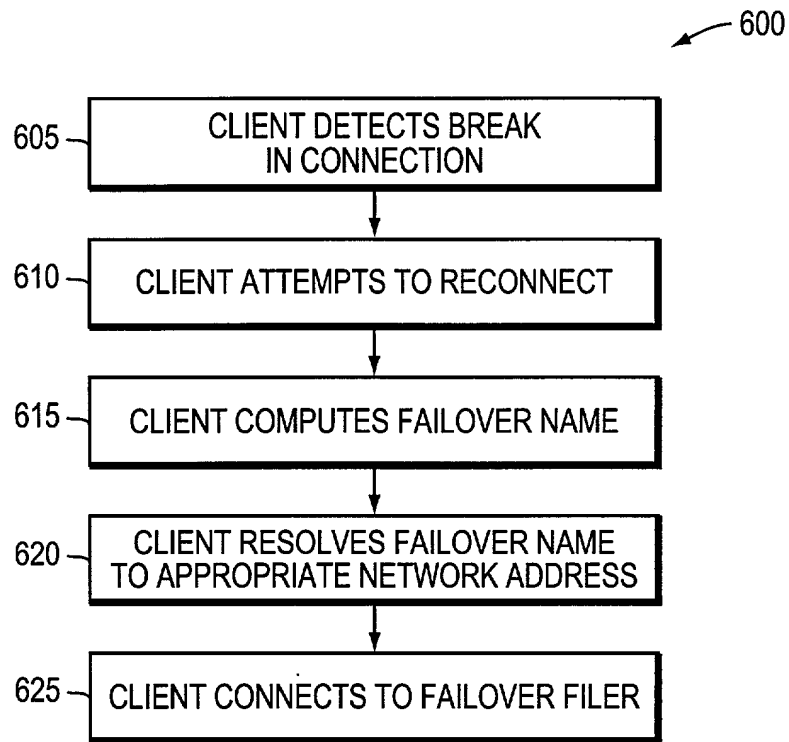 600
605
CLIENT DETECTS BREAK
IN CONNECTION
610
CLIENT ATTEMPTS TO RECONNECT
615
CLIENT COMPUTES FAILOVER NAME
620
CLIENT RESOLVES FAILOVER NAME
TO APPROPRIATE NETWORK ADDRESS
625
CLIENT CONNECTS TO FAILOVER FILER